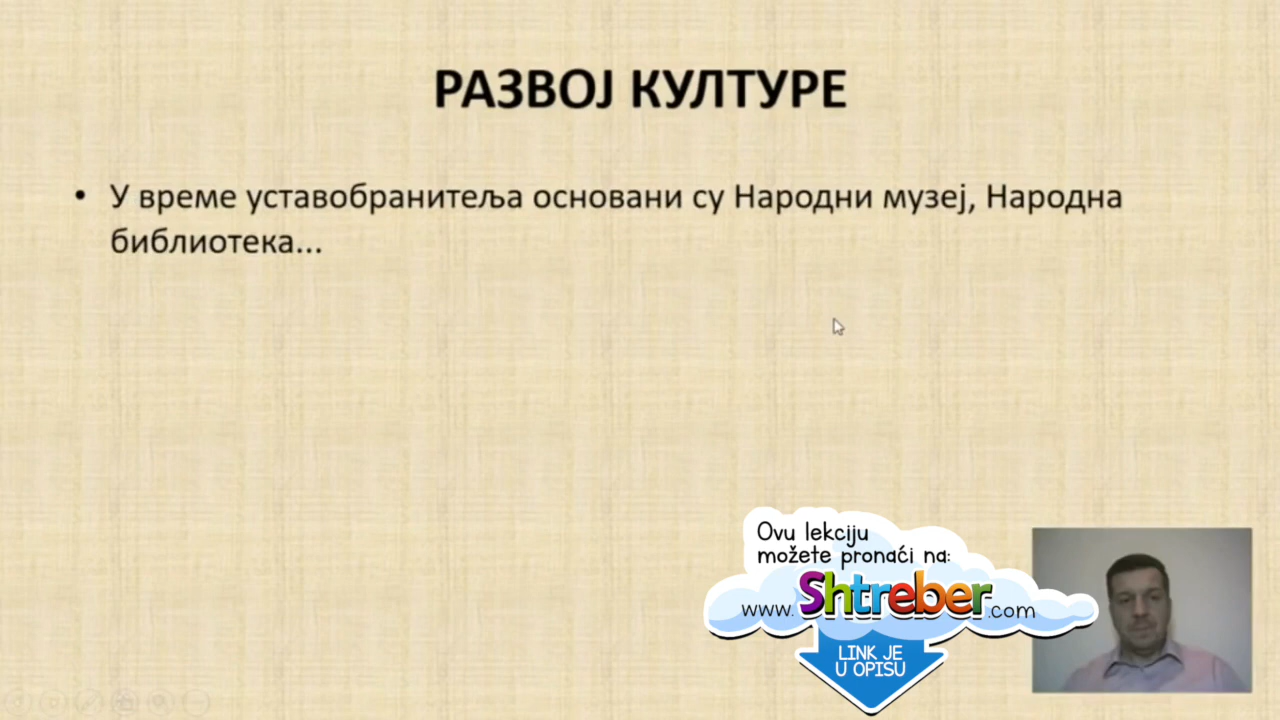 РАЗВОЈ КУЛТУРЕ
• У време уставобранитеља основани су Народни музеј, Народна
библиотека...
Ovu lekciju
možete pronaći na:
www.Shtreber.com
LINK JE
U OPISU